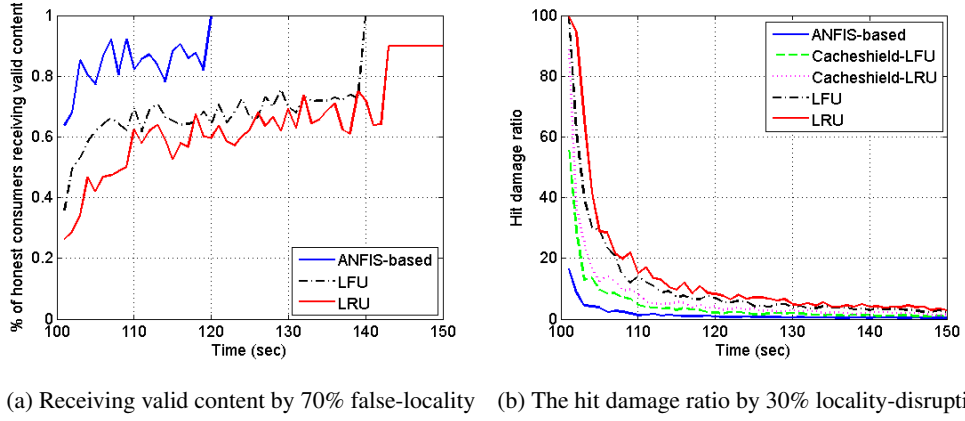 % of honest consumers receiving valid content
1
0.8
0.6
0.4
0.2
0
100
110
120
130
140
150
Time (sec)
ANFIS-based
LFU
LRU
Hit damage ratio
100
80
60
40
20
0
100
110
120
130
140
150
Time (sec)
ANFIS-based
Cacheshield-LFU
Cacheshield-LRU
LFU
LRU
(a) Receiving valid content by 70% false-locality
(b) The hit damage ratio by 30% locality-disrupti